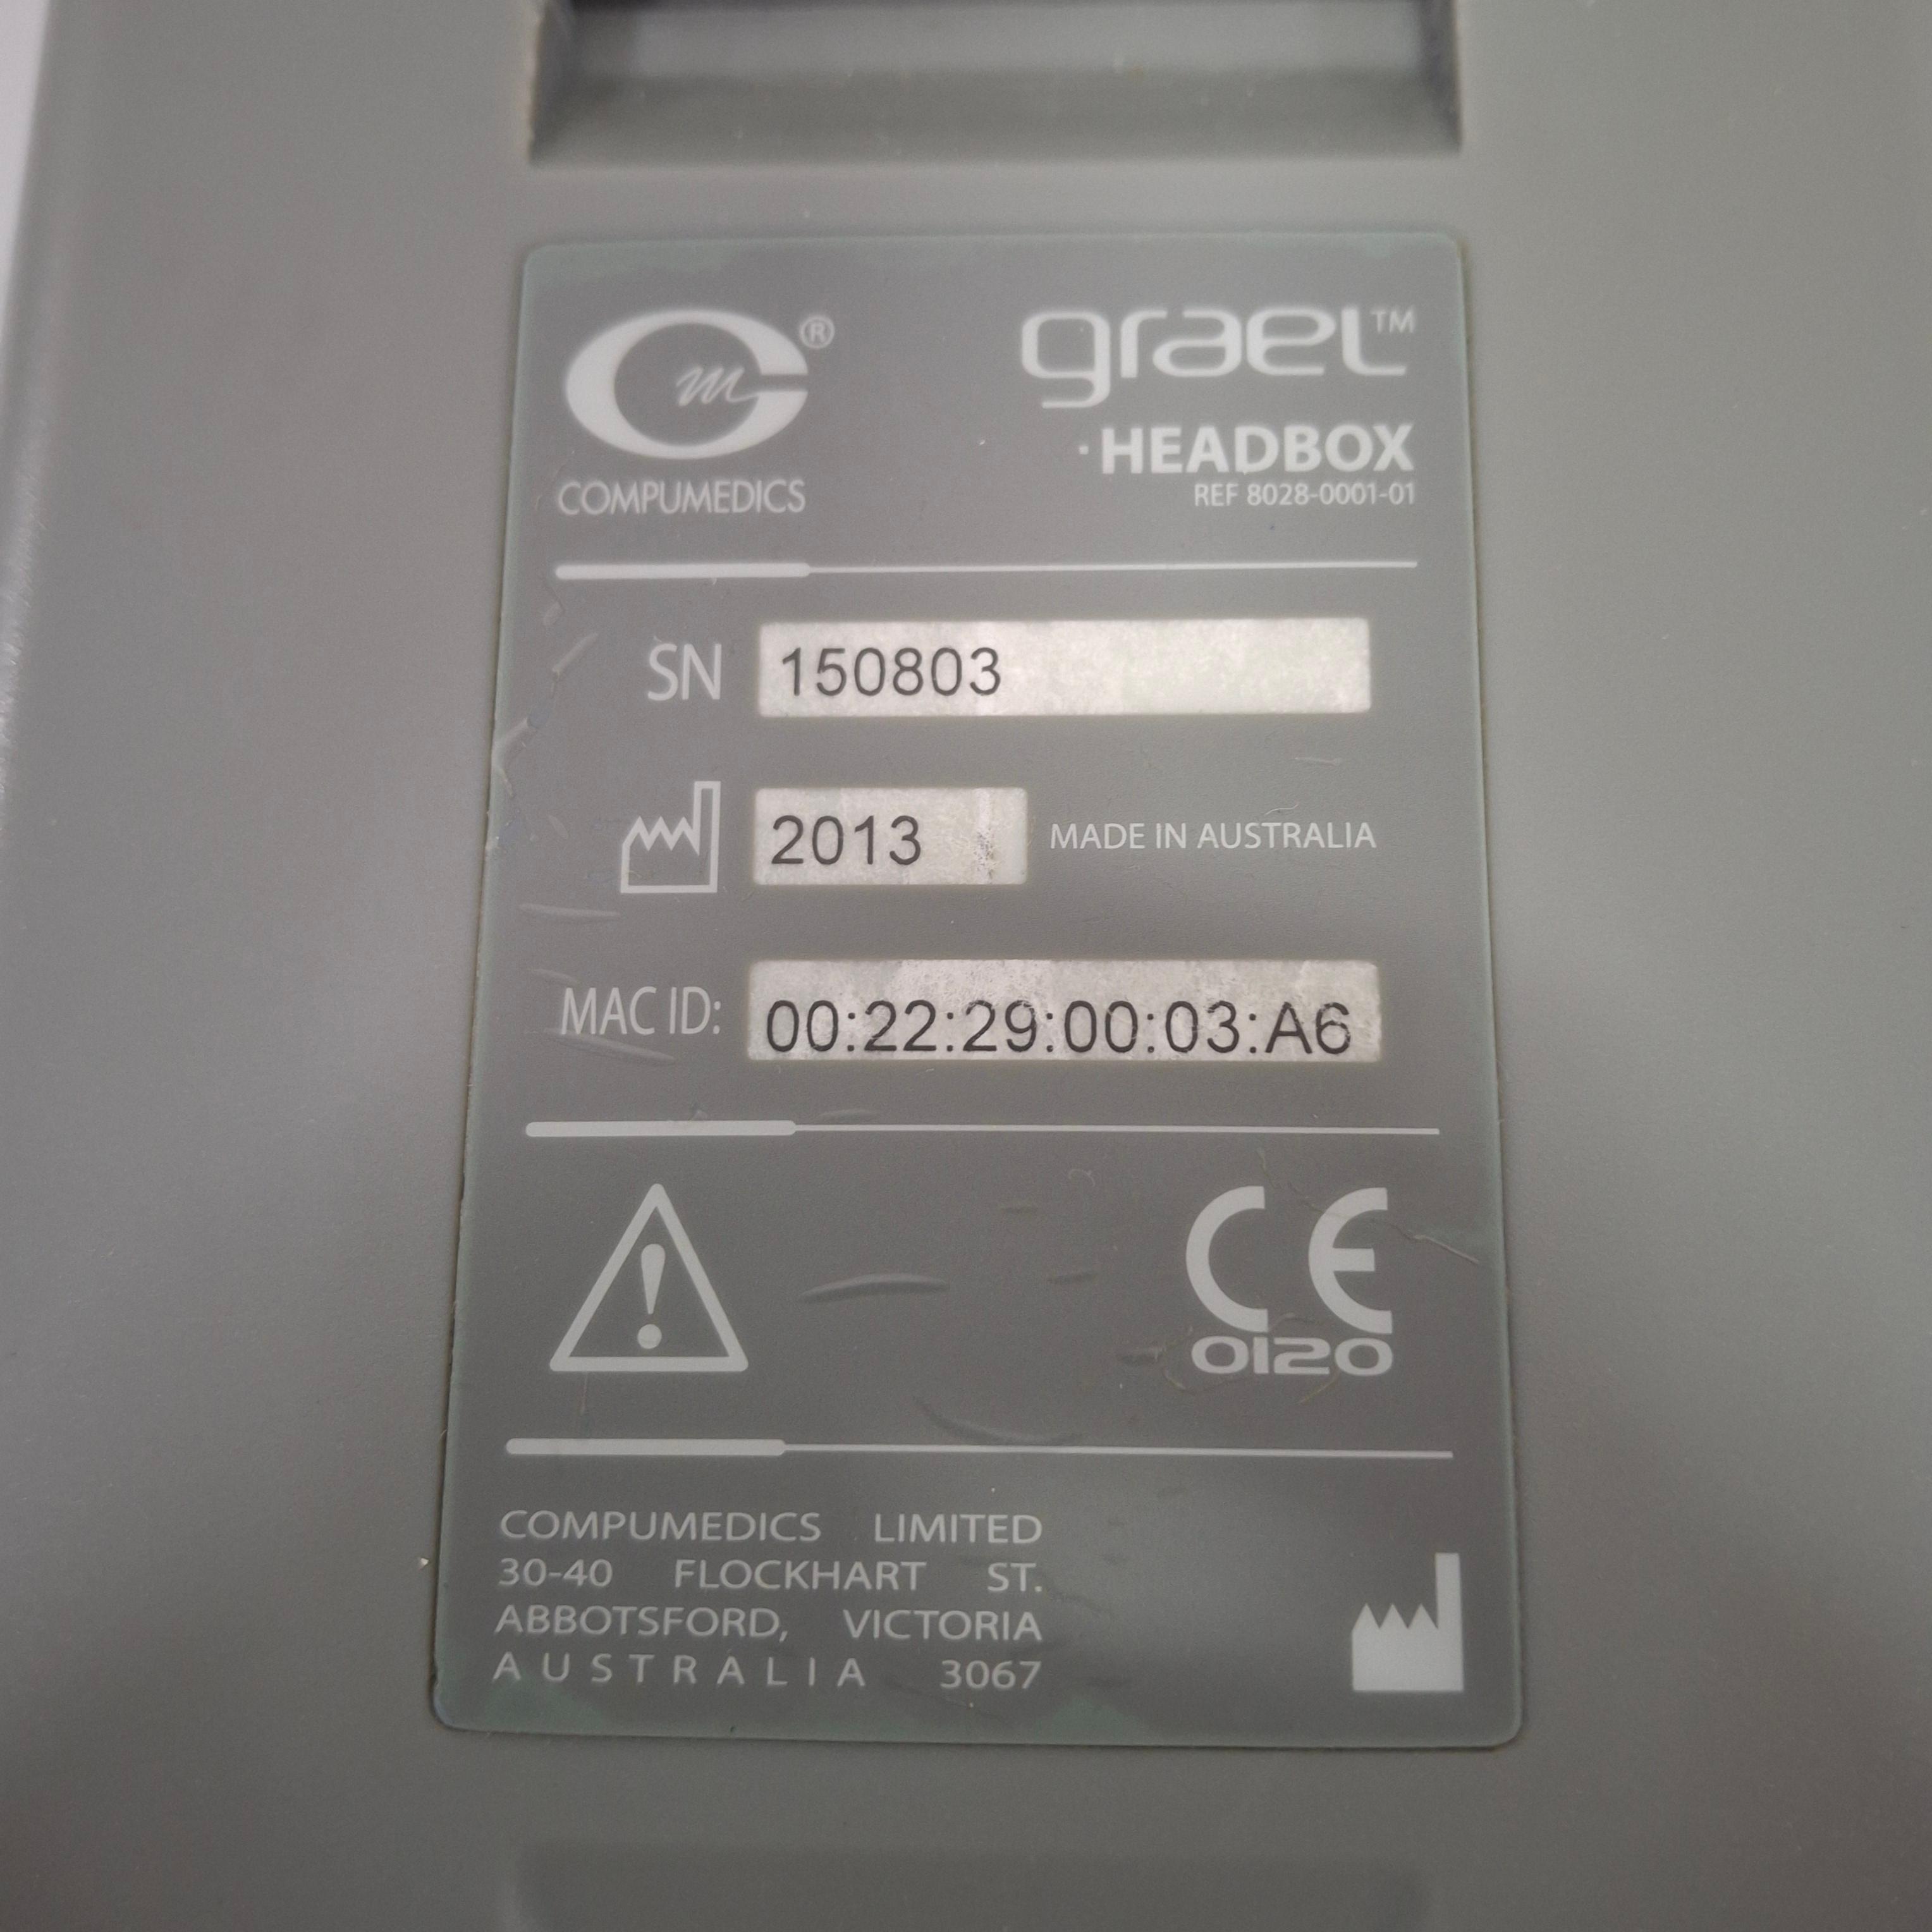 ®
COMPUMEDICS
grael™
·HEADBOX
REF 8028-0001-01
SN 150803
2013 MADE IN AUSTRALIA
MAC ID: 00:22:29:00:03:A6
!
CE
0120
COMPUMEDICS LIMITED
30-40 FLOCKHART ST.
ABBOTSFORD, VICTORIA
AUSTRALIA 3067